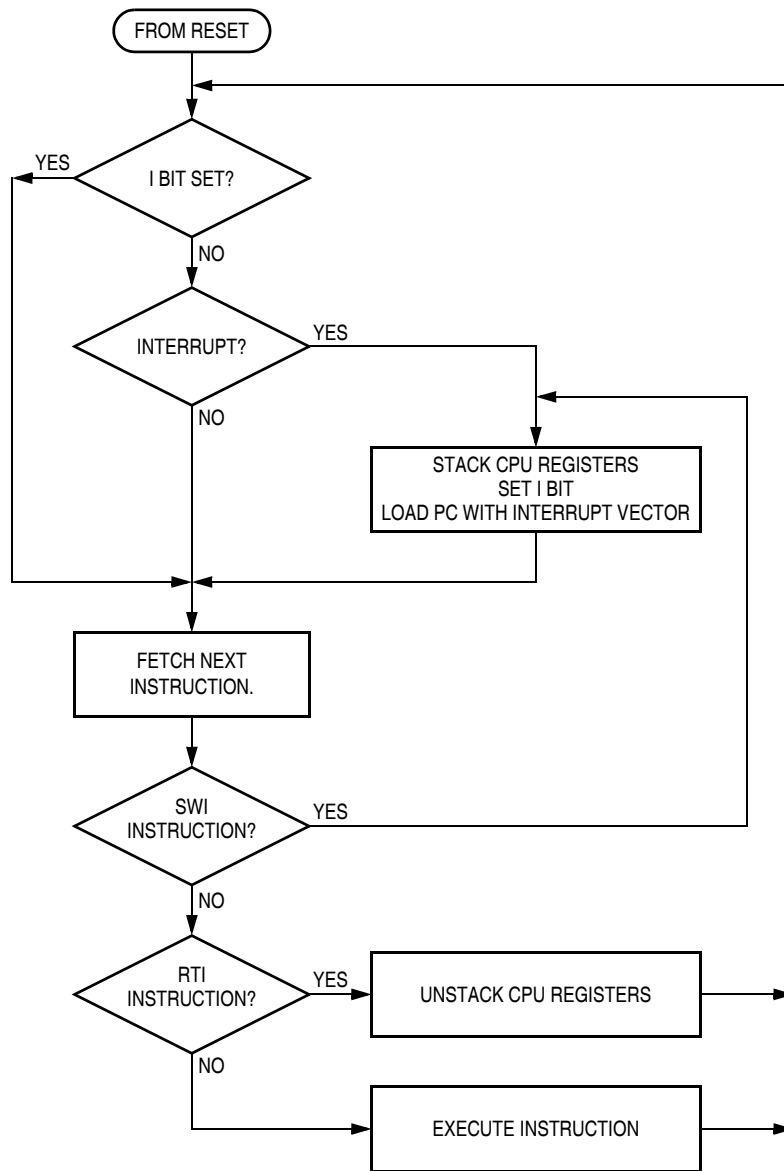 FROM RESET
YES
I BIT SET?
NO
INTERRUPT?
YES
NO
STACK CPU REGISTERS
SET I BIT
LOAD PC WITH INTERRUPT VECTOR
FETCH NEXT
INSTRUCTION.
SWI
INSTRUCTION?
YES
NO
RTI
INSTRUCTION?
YES
UNSTACK CPU REGISTERS
NO
EXECUTE INSTRUCTION